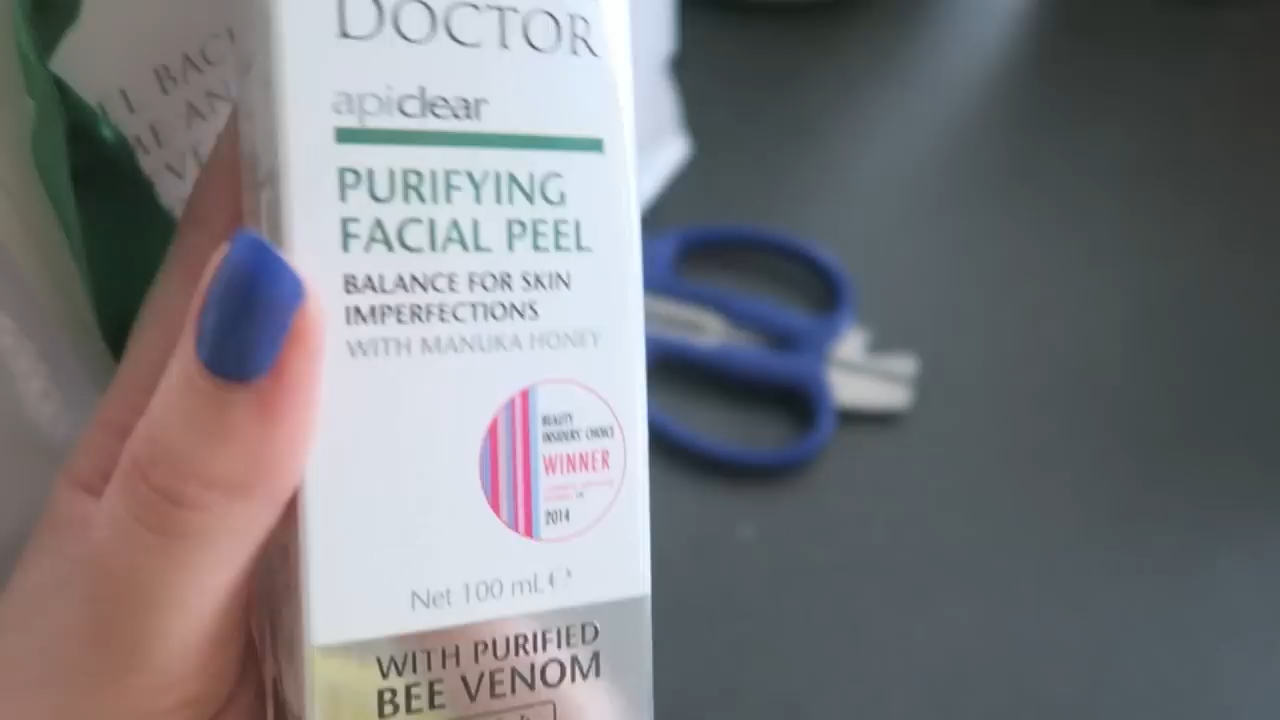 DOCTOR
apiclear
PURIFYING
FACIAL PEEL
BALANCE FOR SKIN
IMPERFECTIONS
WITH MANUKA HONEY
BEAUTY
INSIDERS' CHOICE
WINNER
2014
Net 100 mL ℮
WITH PURIFIED
BEE VENOM